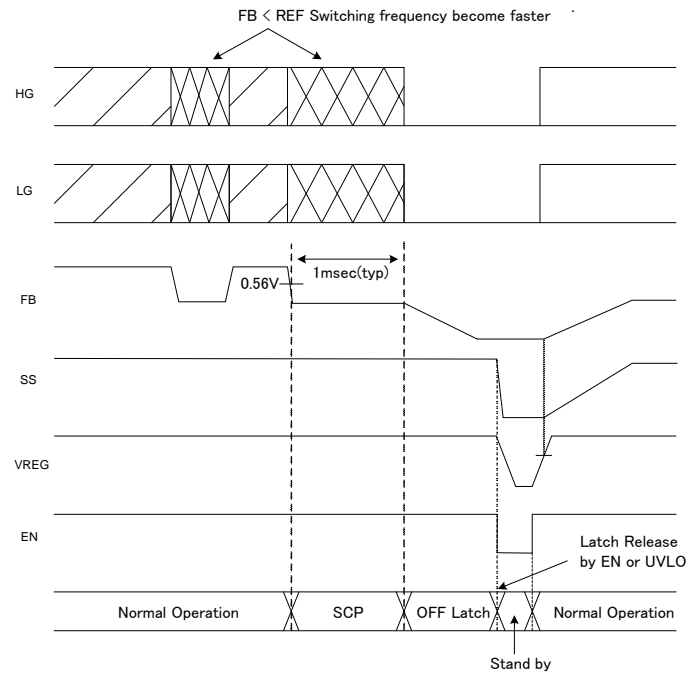 FB < REF Switching frequency become faster
HG
LG
1msec(typ)
0.56V
FB
SS
VREG
EN
Latch Release
by EN or UVLO
Normal Operation SCP OFF Latch Normal Operation
Stand by